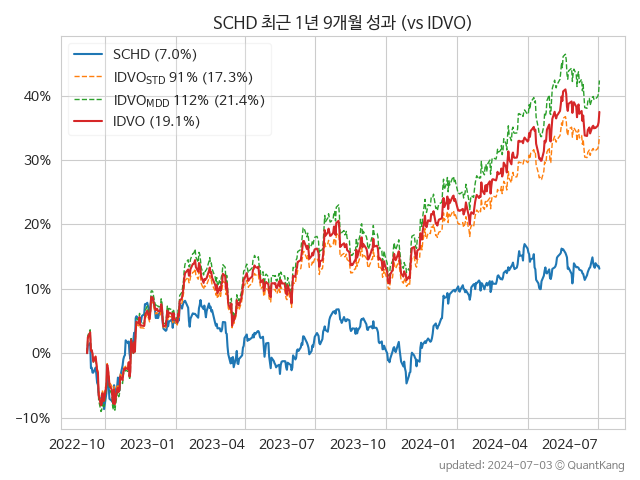 SCHD 최근 1년 9개월 성과 (vs IDVO)
SCHD (7.0%)
IDVO_STD 91% (17.3%)
IDVO_MDD 112% (21.4%)
IDVO (19.1%)
40%
30%
20%
10%
0%
−10%
2022-10 2023-01 2023-04 2023-07 2023-10 2024-01 2024-04 2024-07
updated: 2024-07-03 © QuantKang